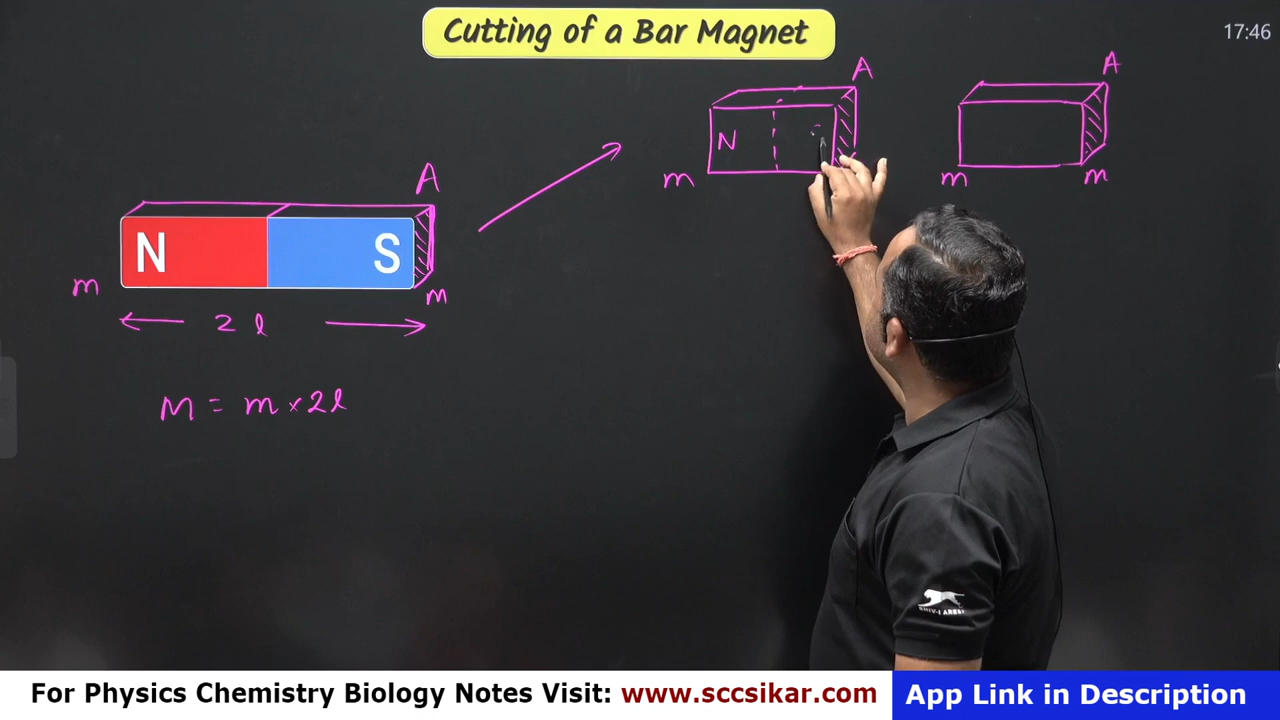 Cutting of a Bar Magnet
17:46
A
A
N
m
m
m
A
N
S
m
m
2 l
M = m × 2l
For Physics Chemistry Biology Notes Visit: www.sccsikar.com
App Link in Description